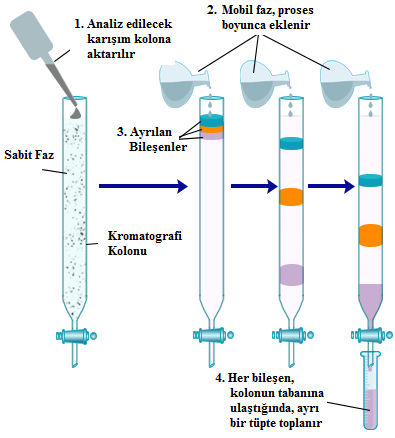 1. Analiz edilecek
karışım kolona
aktarılır
2. Mobil faz, proses
boyunca eklenir
3. Ayrılan
Bileşenler
Sabit Faz
Kromatografi
Kolonu
4. Her bileşen,
kolonun tabanına
ulaştığında, ayrı
bir tüpte toplanır